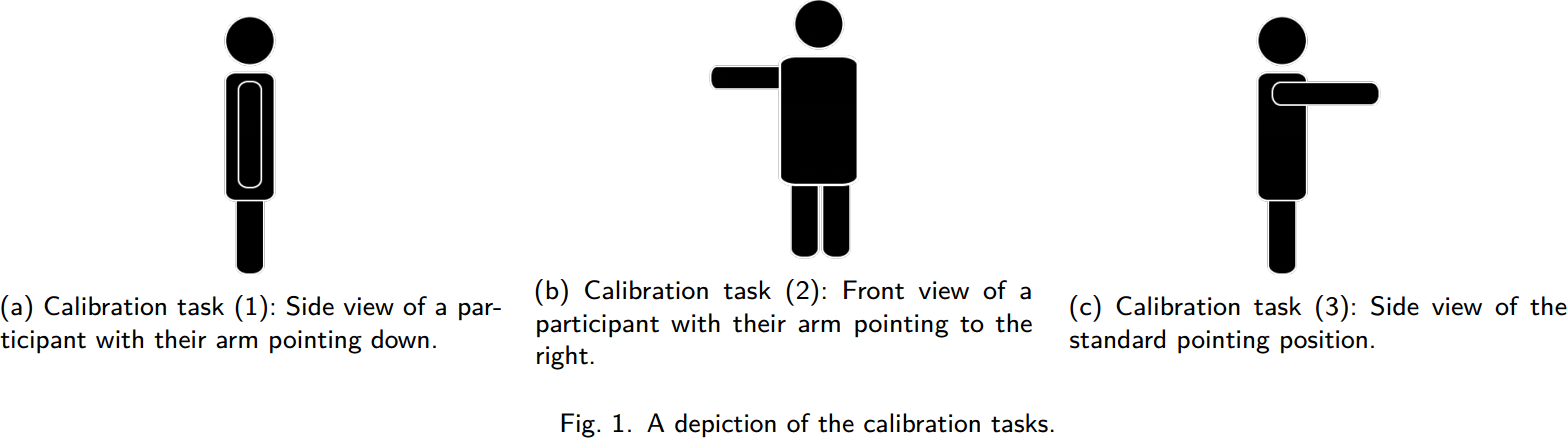 (a) Calibration task (1): Side view of a par-
ticipant with their arm pointing down.
(b) Calibration task (2): Front view of a
participant with their arm pointing to the
right.
(c) Calibration task (3): Side view of the
standard pointing position.
Fig. 1. A depiction of the calibration tasks.